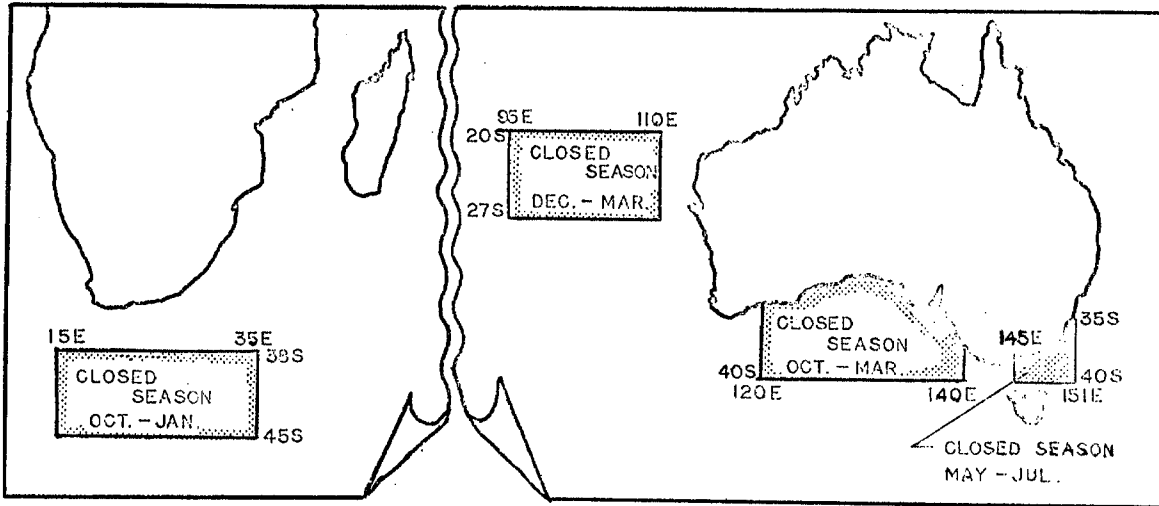 95E 110E
20S
CLOSED
SEASON
DEC. - MAR.
27S
15E 35E
38S
CLOSED
SEASON
OCT. - JAN.
45S
CLOSED
SEASON
OCT. - MAR.
40S
120E 140E
145E
35S
40S
151E
CLOSED SEASON
MAY - JUL.